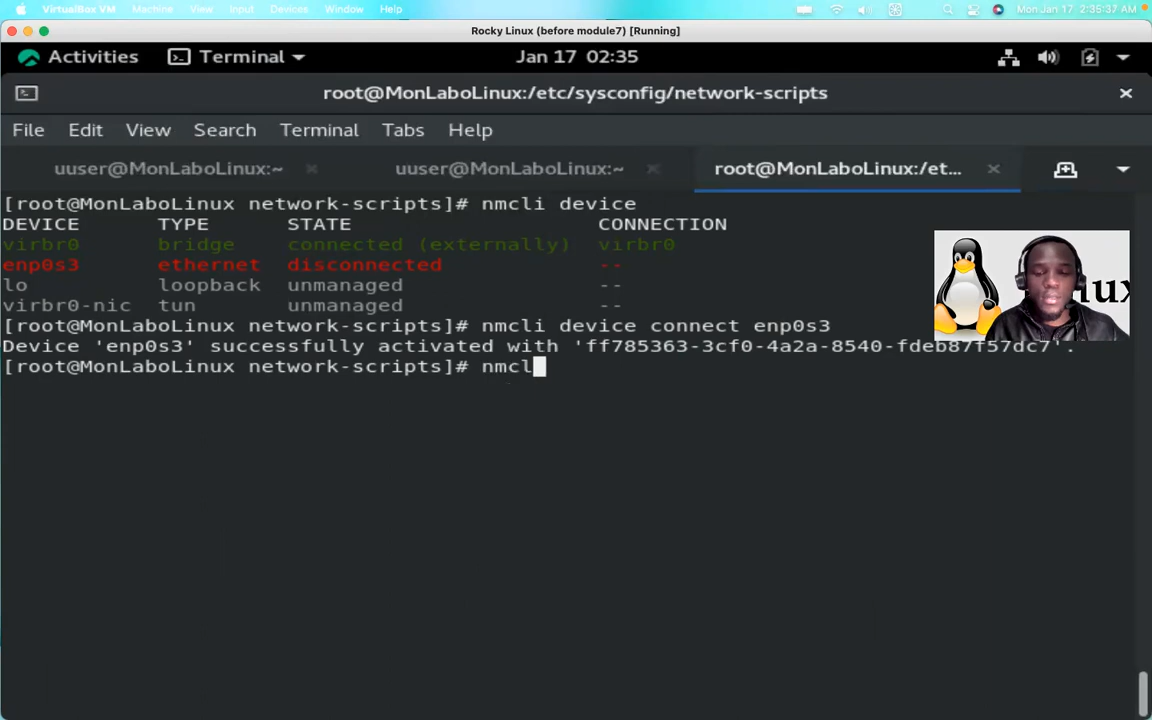 VirtualBox VM Machine View Input Devices Window Help Mon Jan 17 2:35:37 AM
Rocky Linux (before module7) [Running]
Activities Terminal Jan 17 02:35
root@MonLaboLinux:/etc/sysconfig/network-scripts
File Edit View Search Terminal Tabs Help
uuser@MonLaboLinux:~ uuser@MonLaboLinux:~ root@MonLaboLinux:/et...
[root@MonLaboLinux network-scripts]# nmcli device
DEVICE TYPE STATE CONNECTION
virbr0 bridge connected (externally) virbr0
enp0s3 ethernet disconnected --
lo loopback unmanaged --
virbr0-nic tun unmanaged --
[root@MonLaboLinux network-scripts]# nmcli device connect enp0s3
Device 'enp0s3' successfully activated with 'ff785363-3cf0-4a2a-8540-fdeb87f57dc7'.
[root@MonLaboLinux network-scripts]# nmcl